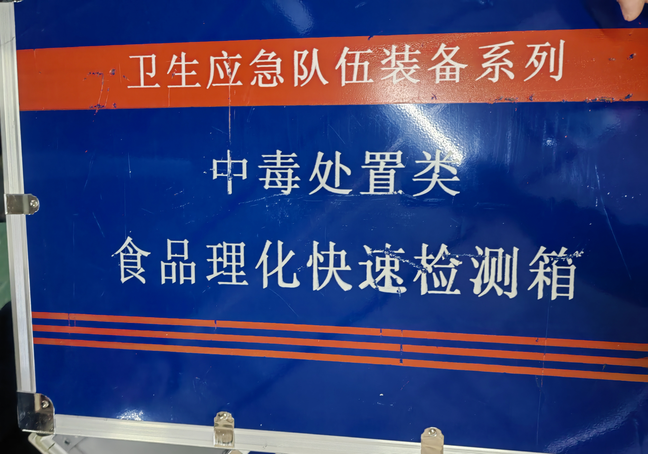 卫生应急队伍装备系列
中毒处置类
食品理化快速检测箱